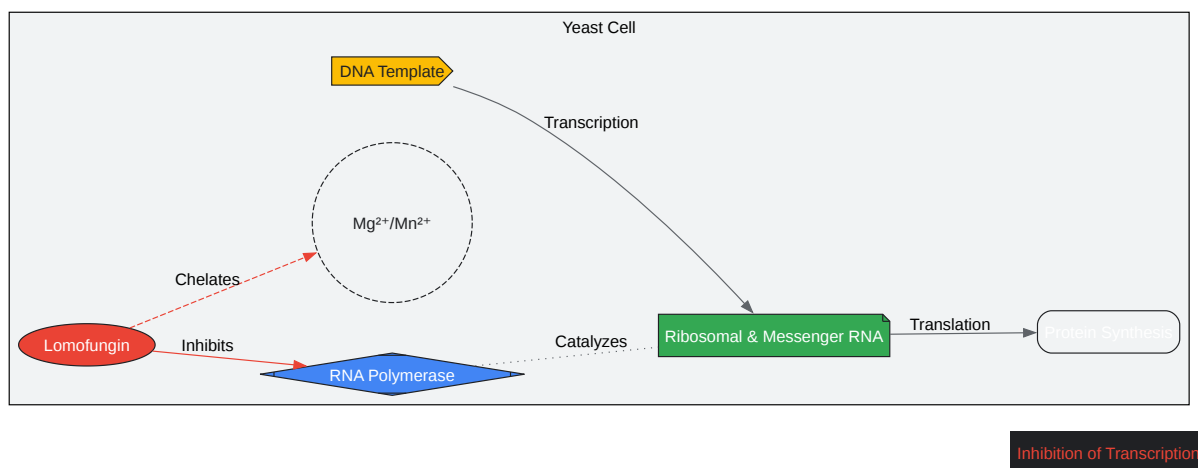 Yeast Cell
DNA Template
Transcription
Mg²⁺/Mn²⁺
Chelates
Lomofungin
Inhibits
RNA Polymerase
Catalyzes
Ribosomal & Messenger RNA
Translation
Protein Synthesis
Inhibition of Transcription